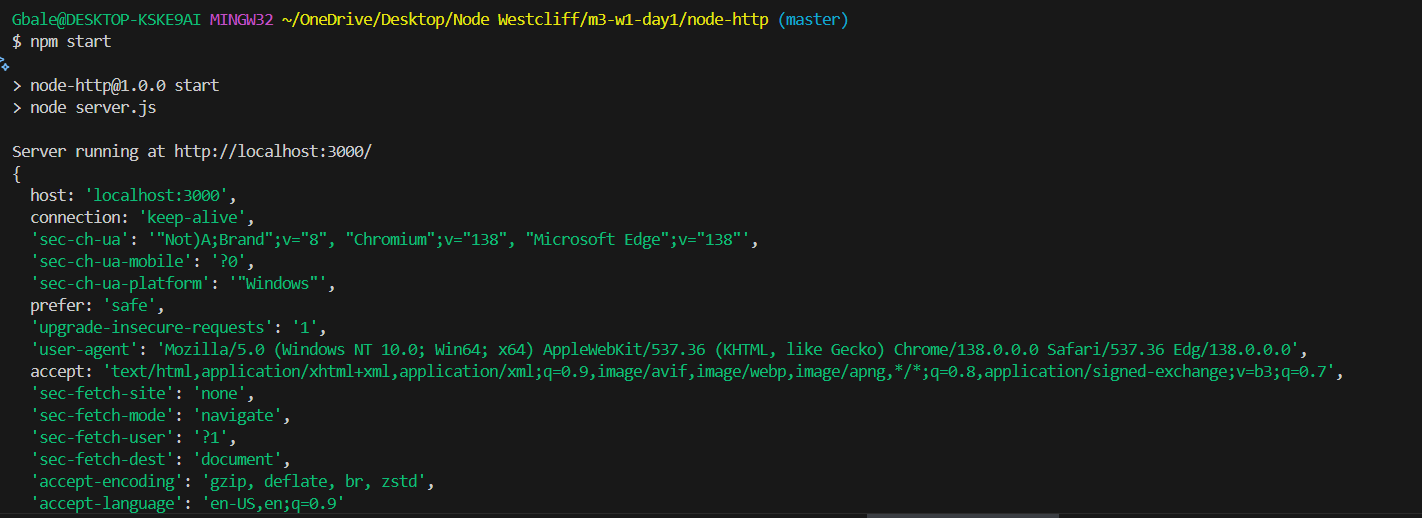 Gbale@DESKTOP-KSKE9AI MINGW32 ~/OneDrive/Desktop/Node Westcliff/m3-w1-day1/node-http (master)
$ npm start
> node-http@1.0.0 start
> node server.js
Server running at http://localhost:3000/
{
  host: 'localhost:3000',
  connection: 'keep-alive',
  'sec-ch-ua': '"Not)A;Brand";v="8", "Chromium";v="138", "Microsoft Edge";v="138"',
  'sec-ch-ua-mobile': '?0',
  'sec-ch-ua-platform': '"Windows"',
  prefer: 'safe',
  'upgrade-insecure-requests': '1',
  'user-agent': 'Mozilla/5.0 (Windows NT 10.0; Win64; x64) AppleWebKit/537.36 (KHTML, like Gecko) Chrome/138.0.0.0 Safari/537.36 Edg/138.0.0.0',
  accept: 'text/html,application/xhtml+xml,application/xml;q=0.9,image/avif,image/webp,image/apng,*/*;q=0.8,application/signed-exchange;v=b3;q=0.7',
  'sec-fetch-site': 'none',
  'sec-fetch-mode': 'navigate',
  'sec-fetch-user': '?1',
  'sec-fetch-dest': 'document',
  'accept-encoding': 'gzip, deflate, br, zstd',
  'accept-language': 'en-US,en;q=0.9'